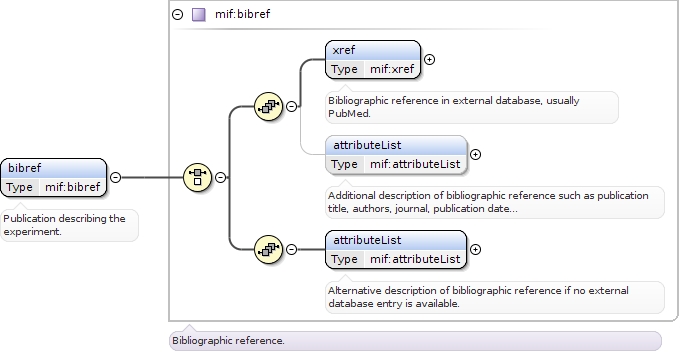 mif:bibref
xref
Type mif:xref
Bibliographic reference in external database, usually
PubMed.
attributeList
Type mif:attributeList
Additional description of bibliographic reference such as publication
title, authors, journal, publication date...
bibref
Type mif:bibref
Publication describing the
experiment.
attributeList
Type mif:attributeList
Alternative description of bibliographic reference if no external
database entry is available.
Bibliographic reference.